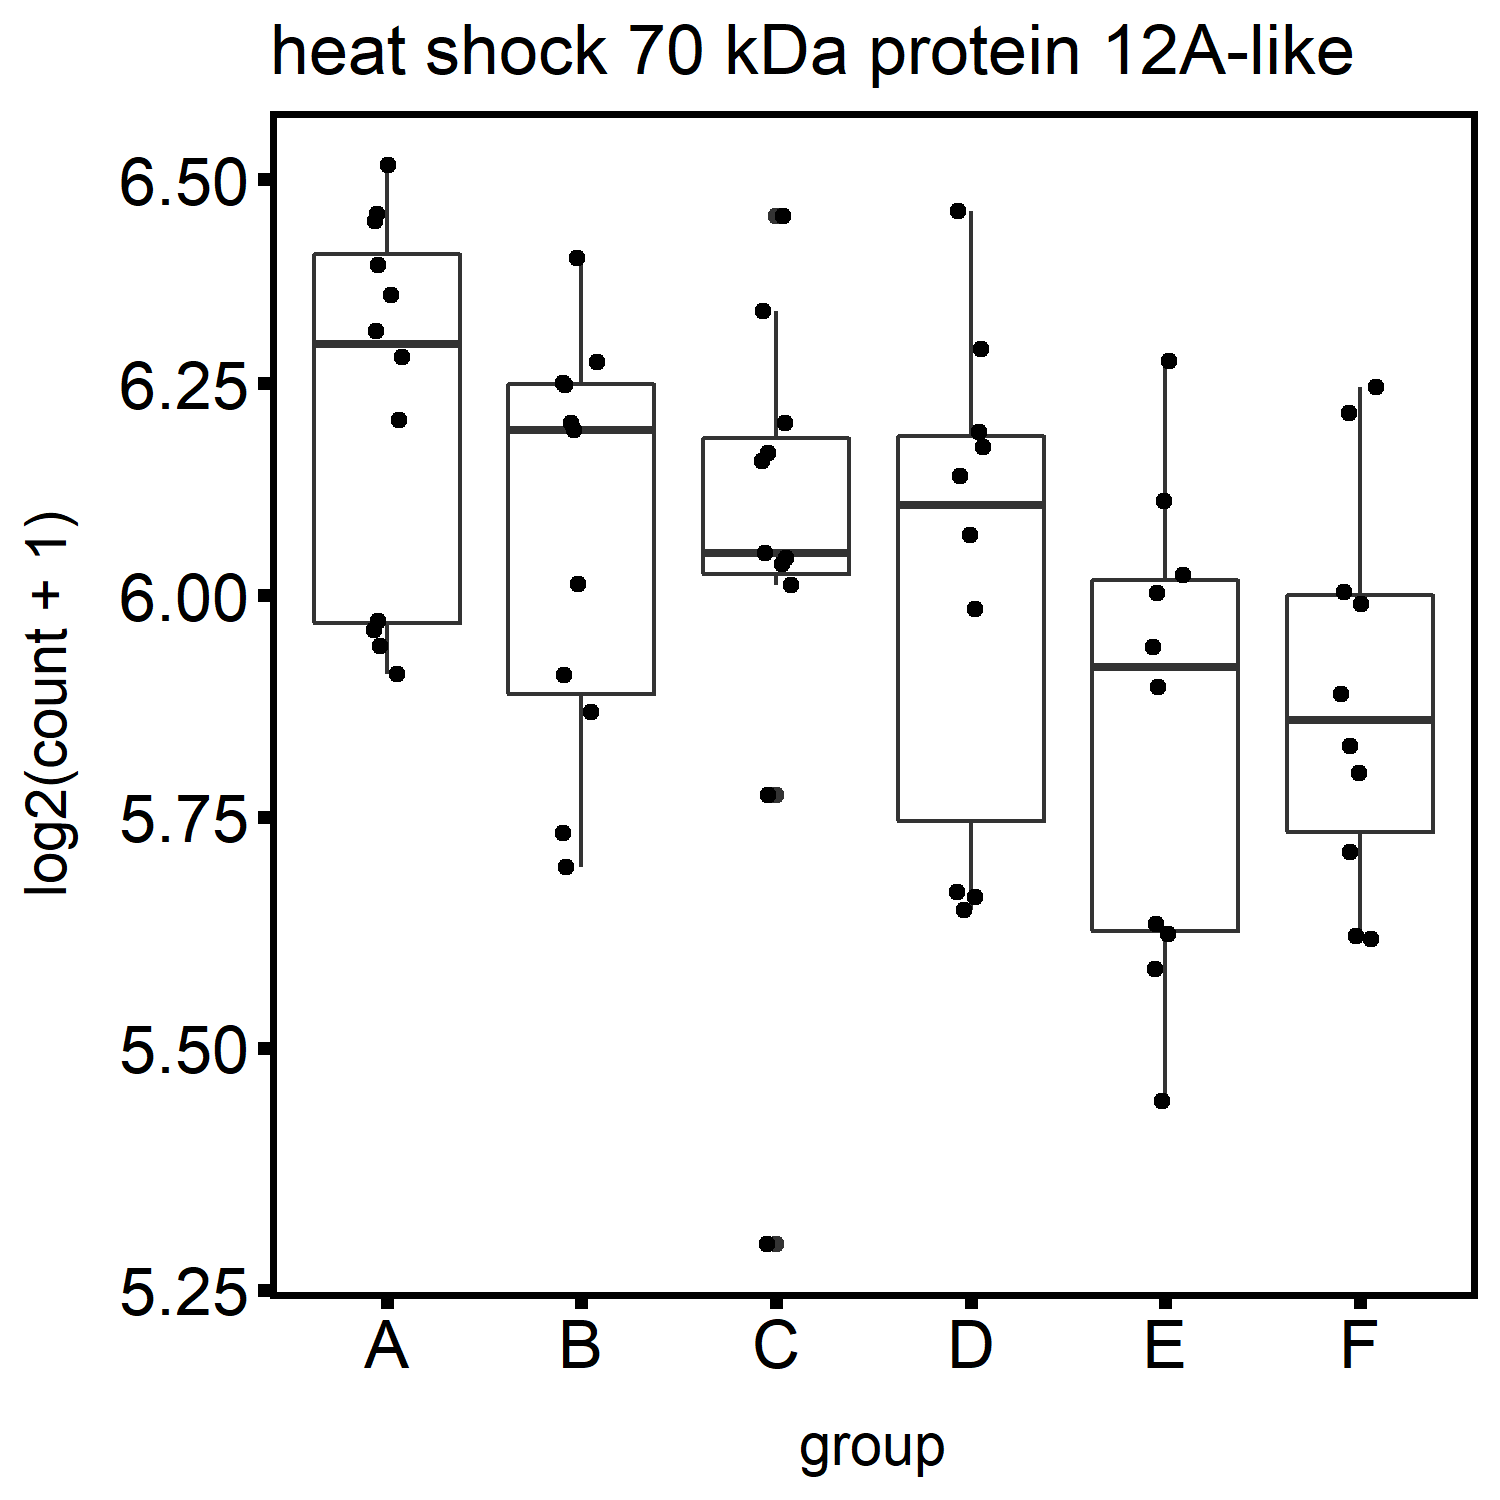 heat shock 70 kDa protein 12A-like
6.50
6.25
6.00
5.75
5.50
5.25
log2(count + 1)
A B C D E F
group